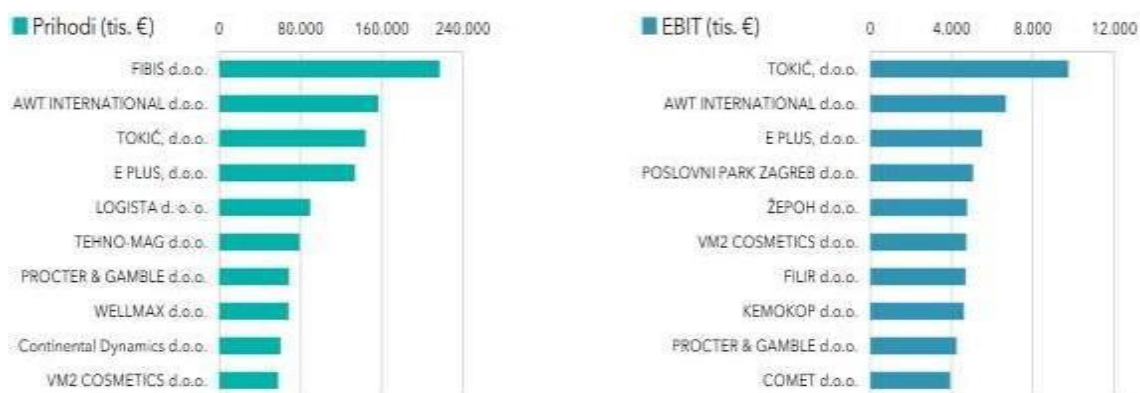 Prihodi (tis. €)
0 80.000 160.000 240.000
FIBIS d.o.o.
AWT INTERNATIONAL d.o.o.
TOKIĆ, d.o.o.
E PLUS, d.o.o.
LOGISTA d. o. o.
TEHNO-MAG d.o.o.
PROCTER & GAMBLE d.o.o.
WELLMAX d.o.o.
Continental Dynamics d.o.o.
VM2 COSMETICS d.o.o.
EBIT (tis. €)
0 4.000 8.000 12.000
TOKIĆ, d.o.o.
AWT INTERNATIONAL d.o.o.
E PLUS, d.o.o.
POSLOVNI PARK ZAGREB d.o.o.
ŽEPOH d.o.o.
VM2 COSMETICS d.o.o.
FILIR d.o.o.
KEMOKOP d.o.o.
PROCTER & GAMBLE d.o.o.
COMET d.o.o.